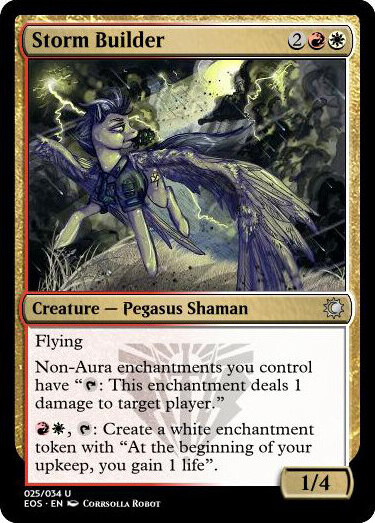 Storm Builder 2
Creature — Pegasus Shaman
Flying
Non-Aura enchantments you control
have “: This enchantment deals 1
damage to target player.”
, : Create a white enchantment
token with “At the beginning of your
upkeep, you gain 1 life”.
1/4
025/034 U
EOS • EN Corrsolla Robot